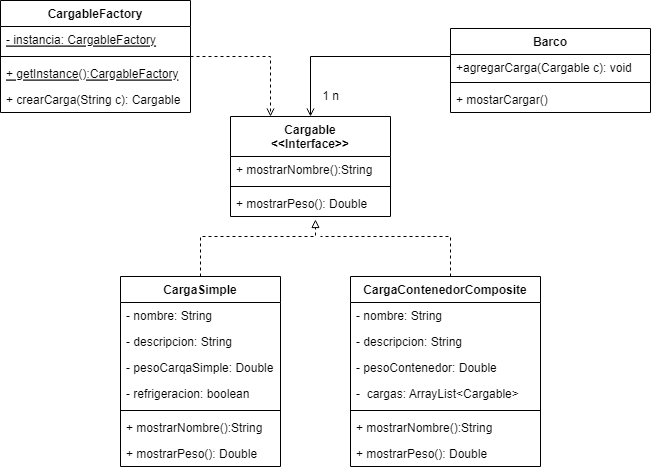 CargableFactory
- instancia: CargableFactory
+ getInstance():CargableFactory
+ crearCarga(String c): Cargable
Barco
+agregarCarga(Cargable c): void
+ mostarCargar()
1 n
Cargable
<<Interface>>
+ mostrarNombre():String
+ mostrarPeso(): Double
CargaSimple
- nombre: String
- descripcion: String
- pesoCarqaSimple: Double
- refrigeracion: boolean
+ mostrarNombre():String
+ mostrarPeso(): Double
CargaContenedorComposite
- nombre: String
- descripcion: String
- pesoContenedor: Double
- cargas: ArrayList<Cargable>
+ mostrarNombre():String
+ mostrarPeso(): Double